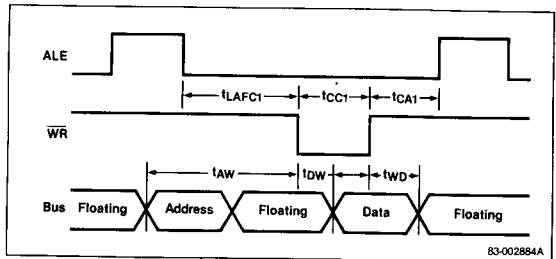 ALE
tLAFC1 tCC1 tCA1
WR
tAW tDW tWD
Bus Floating Address Floating Data Floating
83-002884A